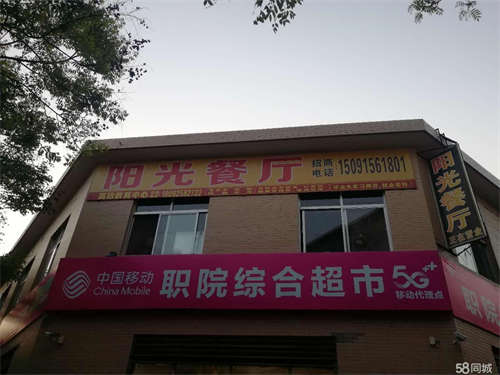 阳光餐厅
招商
电话
15091561801
阳光餐厅
中国移动
China Mobile
职院综合超市
5G++
移动代理点
58同城